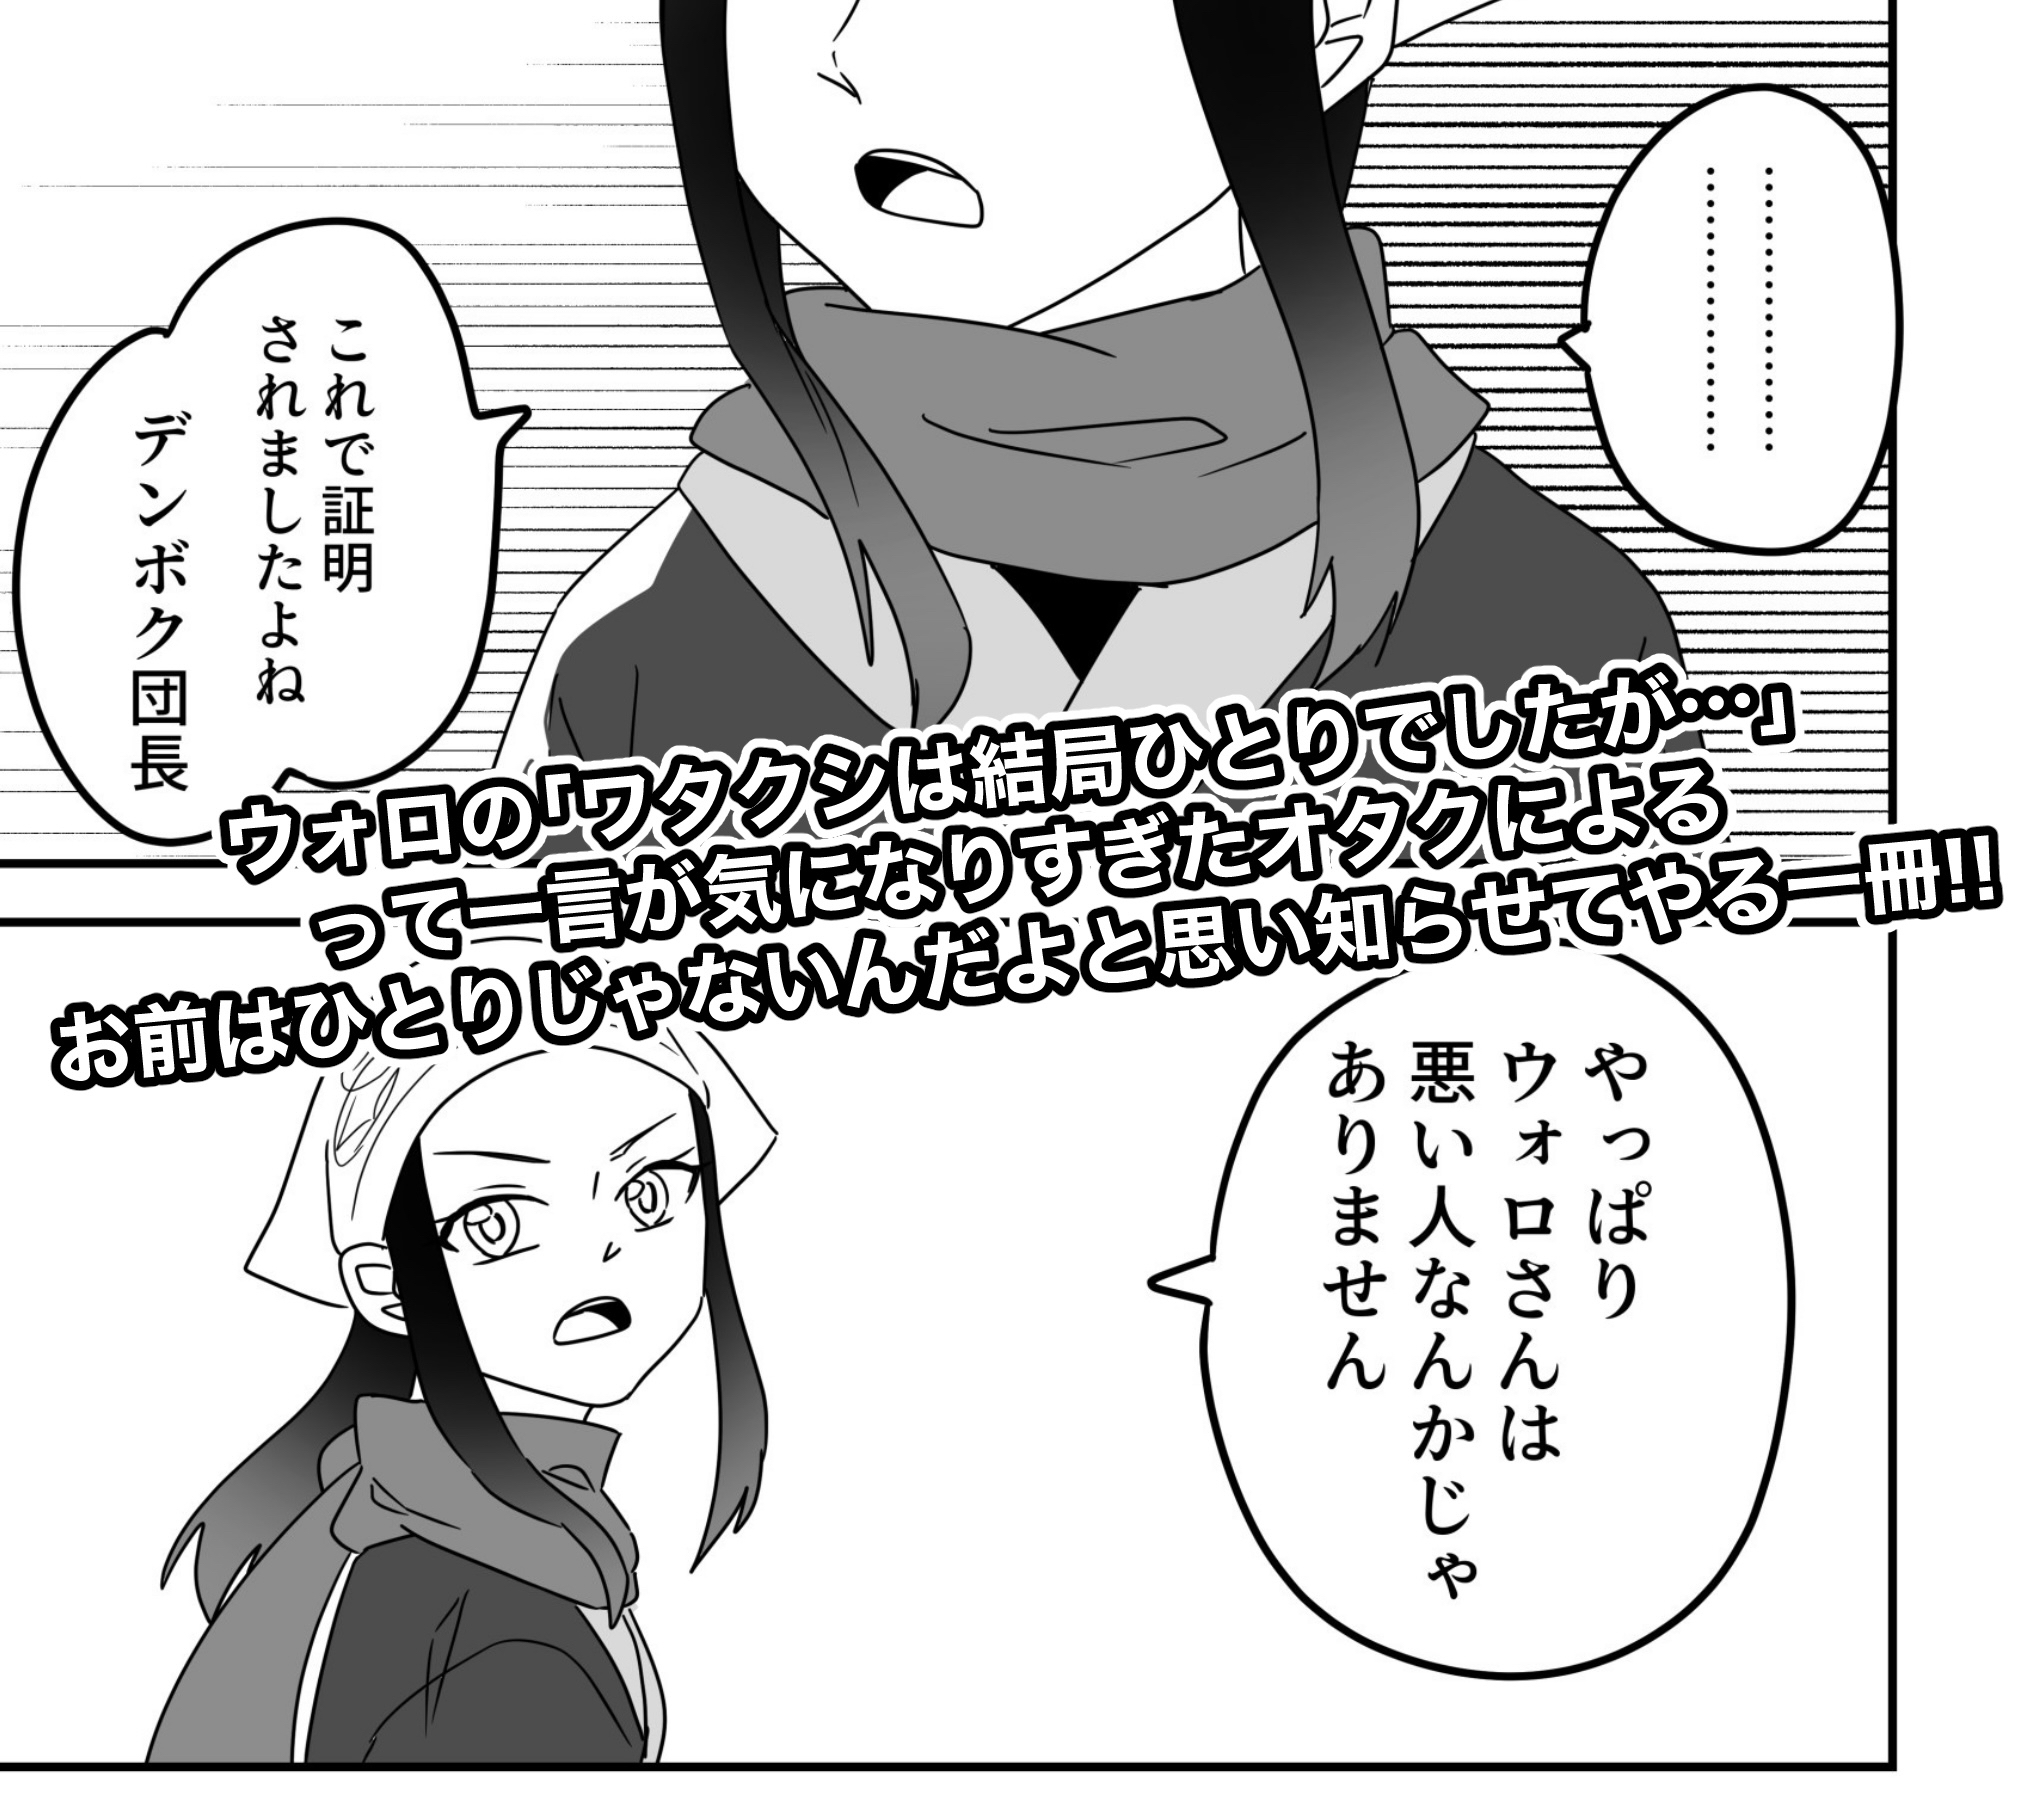 …………
…………
これで証明
されましたよね
デンボク団長
ウォロの「ワタクシは結局ひとりでしたが…」
って一言が気になりすぎたオタクによる
お前はひとりじゃないんだよと思い知らせてやる一冊!!
やっぱり
ウォロさんは
悪い人なんかじゃ
ありません